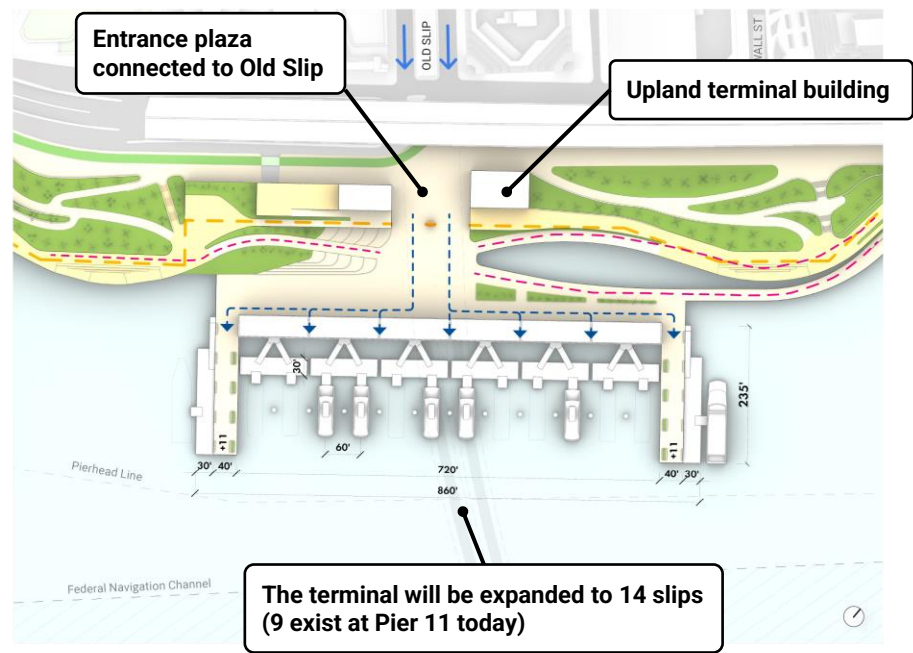 Entrance plaza
connected to Old Slip
OLD SLIP
WALL ST
Upland terminal building
30'
60'
235'
+11
+11
30'
40'
720'
40'
30'
860'
Pierhead Line
Federal Navigation Channel
The terminal will be expanded to 14 slips
(9 exist at Pier 11 today)